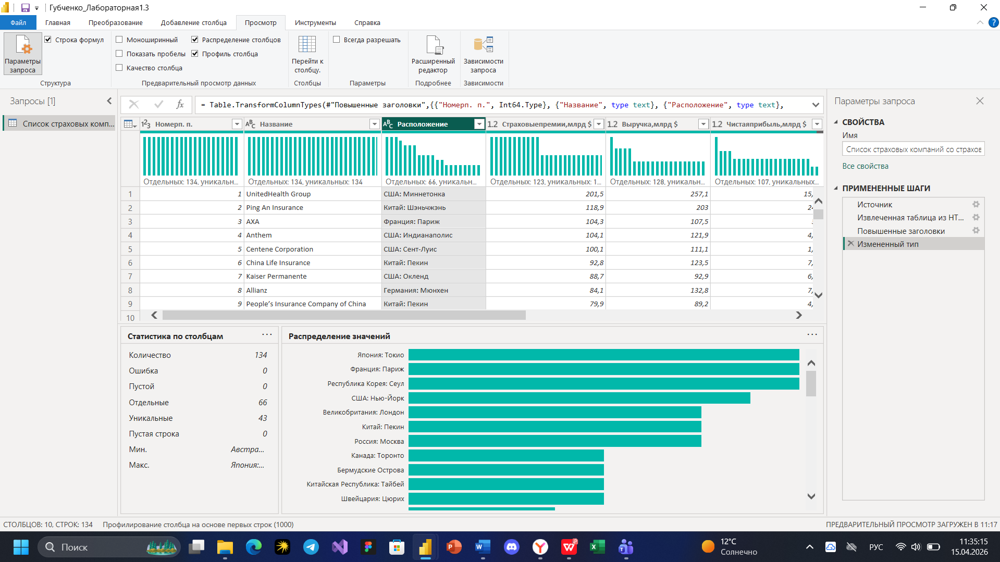 Губченко_Лабораторная1.3
Файл Главная Преобразование Добавление столбца Просмотр Инструменты Справка
Параметры запроса
Строка формул
Структура
Моноширинный
Показать пробелы
Качество столбца
Распределение столбцов
Профиль столбца
Предварительный просмотр данных
Перейти к столбцу.
Столбцы
Всегда разрешать
Параметры
Расширенный редактор
Подробнее
Зависимости запроса
Зависимости
Запросы [1]
Список страховых комп...
= Table.TransformColumnTypes(#"Повышенные заголовки",{{"Номерп. п.", Int64.Type}, {"Название", type text}, {"Расположение", type text},
Номерп. п. Название Расположение 1.2 Страховыепремии,млрд $ 1.2 Выручка,млрд $ 1.2 Чистаяприбыль,млрд $
Отдельных: 134, уникальн... Отдельных: 134, уникальных: 134 Отдельных: 66, уникальн... Отдельных: 123, уникальных: 1... Отдельных: 128, уникальн... Отдельных: 107, уникальных...
1 1 UnitedHealth Group США: Миннетонка 201,5 257,1 15,
2 2 Ping An Insurance Китай: Шэньчжэнь 118,9 203
3 3 AXA Франция: Париж 104,3 107,5
4 4 Anthem США: Индианаполис 104,1 121,9 4,
5 5 Centene Corporation США: Сент-Луис 100,1 111,1 1,
6 6 China Life Insurance Китай: Пекин 92,8 123,5 7,
7 7 Kaiser Permanente США: Окленд 88,7 92,9 6,
8 8 Allianz Германия: Мюнхен 84,1 132,8 7,
9 9 People’s Insurance Company of China Китай: Пекин 79,9 89,2 4,
10
Статистика по столбцам
Количество 134
Ошибка 0
Пустой 0
Отдельные 66
Уникальные 43
Пустая строка 0
Мин. Австра...
Макс. Япония:...
Распределение значений
Япония: Токио
Франция: Париж
Республика Корея: Сеул
США: Нью-Йорк
Великобритания: Лондон
Китай: Пекин
Россия: Москва
Канада: Торонто
Бермудские Острова
Китайская Республика: Тайбей
Швейцария: Цюрих
Параметры запроса
СВОЙСТВА
Имя
Список страховых компаний со страхов
Все свойства
ПРИМЕНЕННЫЕ ШАГИ
Источник
Извлеченная таблица из HT...
Повышенные заголовки
Измененный тип
СТОЛБЦОВ: 10, СТРОК: 134 Профилирование столбца на основе первых строк (1000)
ПРЕДВАРИТЕЛЬНЫЙ ПРОСМОТР ЗАГРУЖЕН В 11:17
Поиск
12°C
Солнечно
РУС
11:35:15
15.04.2026